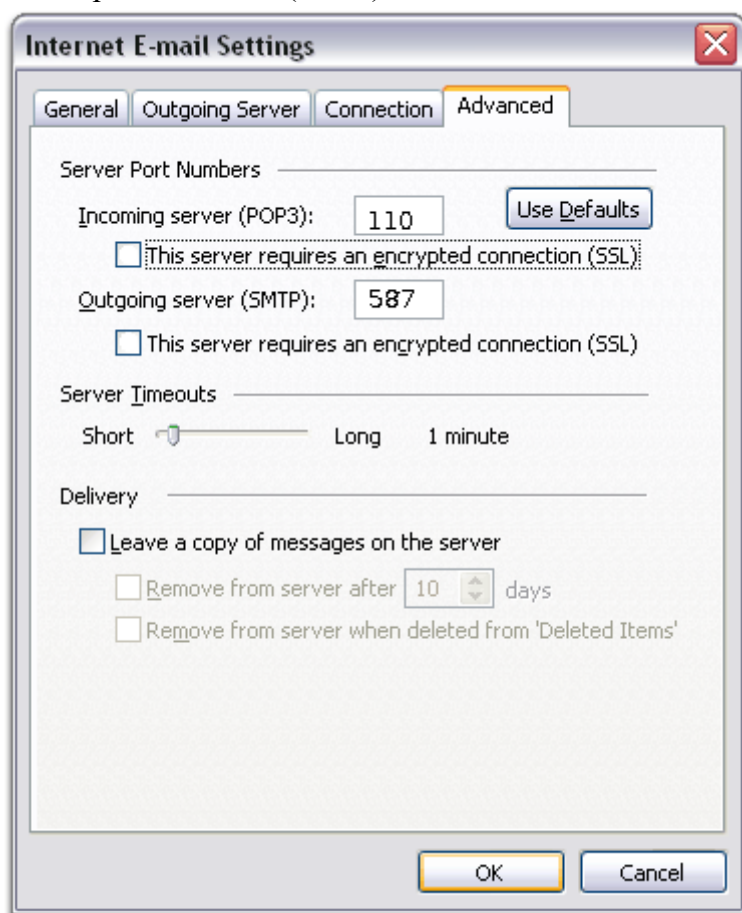 Internet E-mail Settings
General Outgoing Server Connection Advanced
Server Port Numbers
Incoming server (POP3): 110 Use Defaults
This server requires an encrypted connection (SSL)
Outgoing server (SMTP): 587
This server requires an encrypted connection (SSL)
Server Timeouts
Short Long 1 minute
Delivery
Leave a copy of messages on the server
Remove from server after 10 days
Remove from server when deleted from 'Deleted Items'
OK Cancel